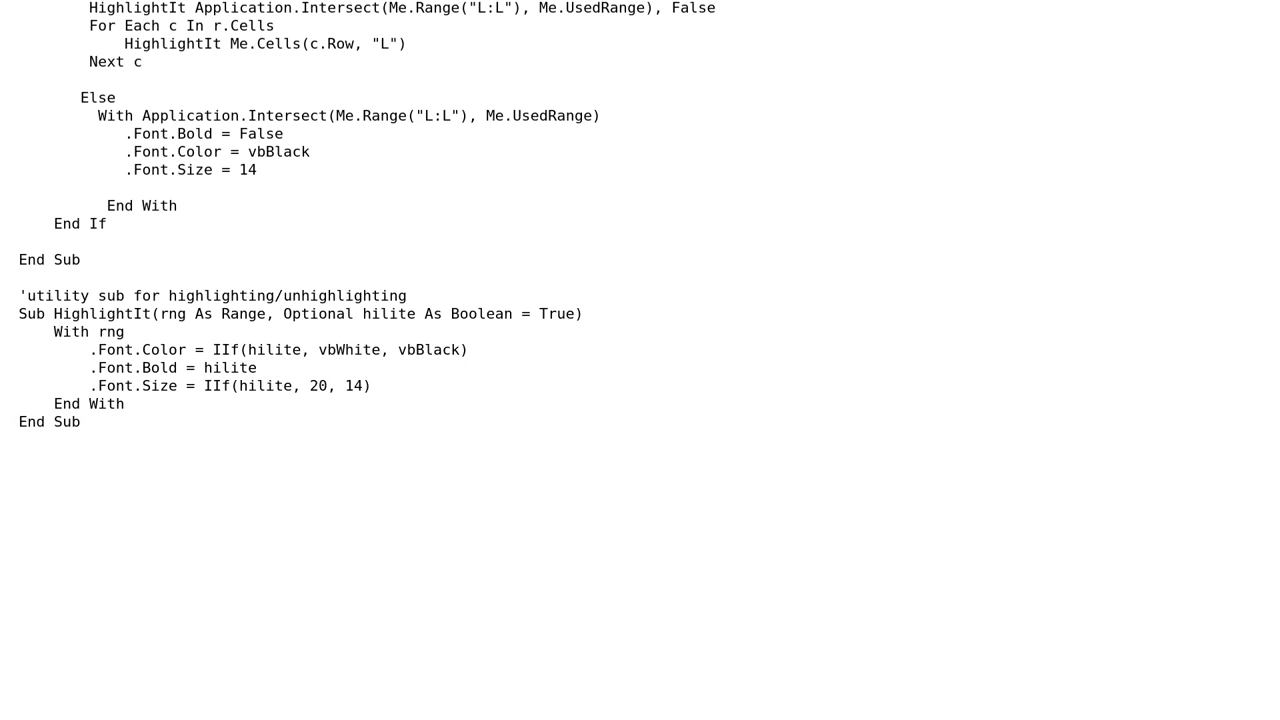 HighlightIt Application.Intersect(Me.Range("L:L"), Me.UsedRange), False
        For Each c In r.Cells
            HighlightIt Me.Cells(c.Row, "L")
        Next c

       Else
         With Application.Intersect(Me.Range("L:L"), Me.UsedRange)
            .Font.Bold = False
            .Font.Color = vbBlack
            .Font.Size = 14

          End With
    End If

End Sub

'utility sub for highlighting/unhighlighting
Sub HighlightIt(rng As Range, Optional hilite As Boolean = True)
    With rng
        .Font.Color = IIf(hilite, vbWhite, vbBlack)
        .Font.Bold = hilite
        .Font.Size = IIf(hilite, 20, 14)
    End With
End Sub